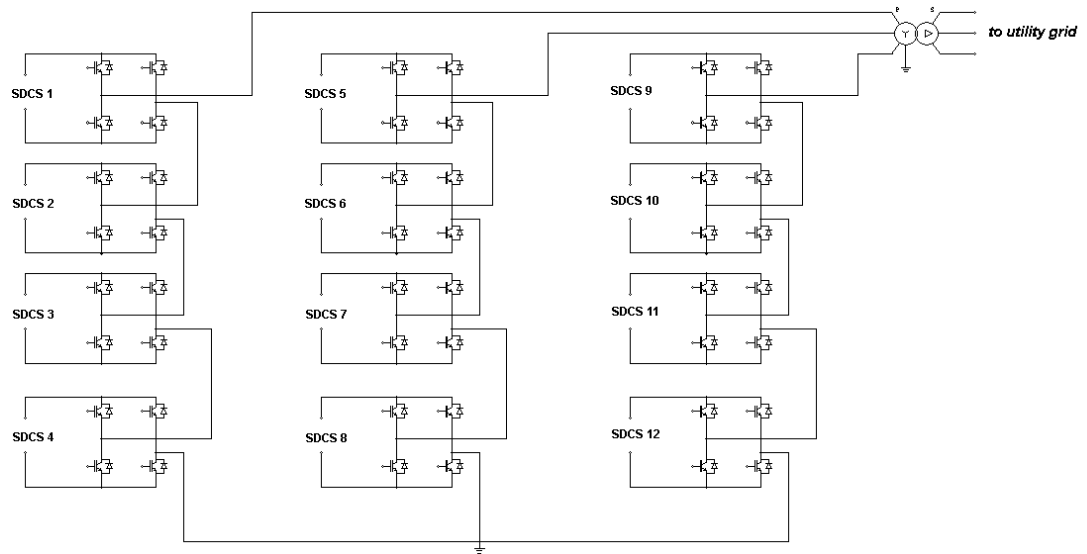 P S
to utility grid
SDCS 1 SDCS 5 SDCS 9
SDCS 2 SDCS 6 SDCS 10
SDCS 3 SDCS 7 SDCS 11
SDCS 4 SDCS 8 SDCS 12